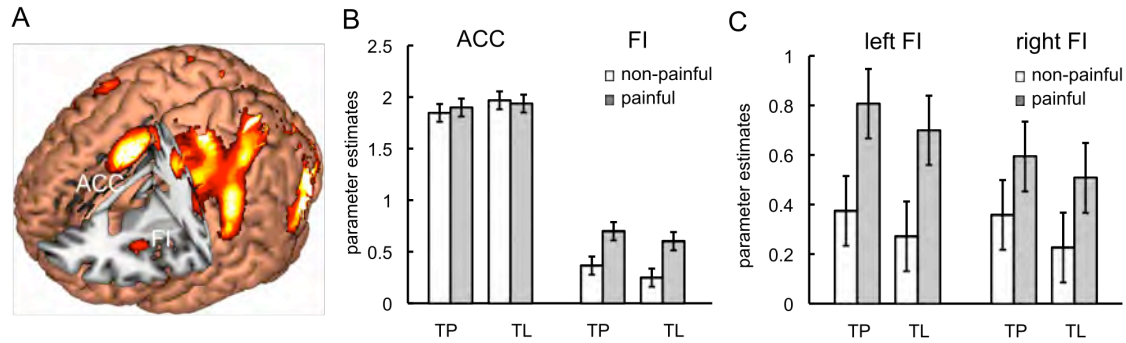 A
ACC
FI
B
ACC FI
non-painful
painful
parameter estimates
2.5
2
1.5
1
0.5
0
TP TL TP TL
C
left FI right FI
non-painful
painful
parameter estimates
1
0.8
0.6
0.4
0.2
0
TP TL TP TL